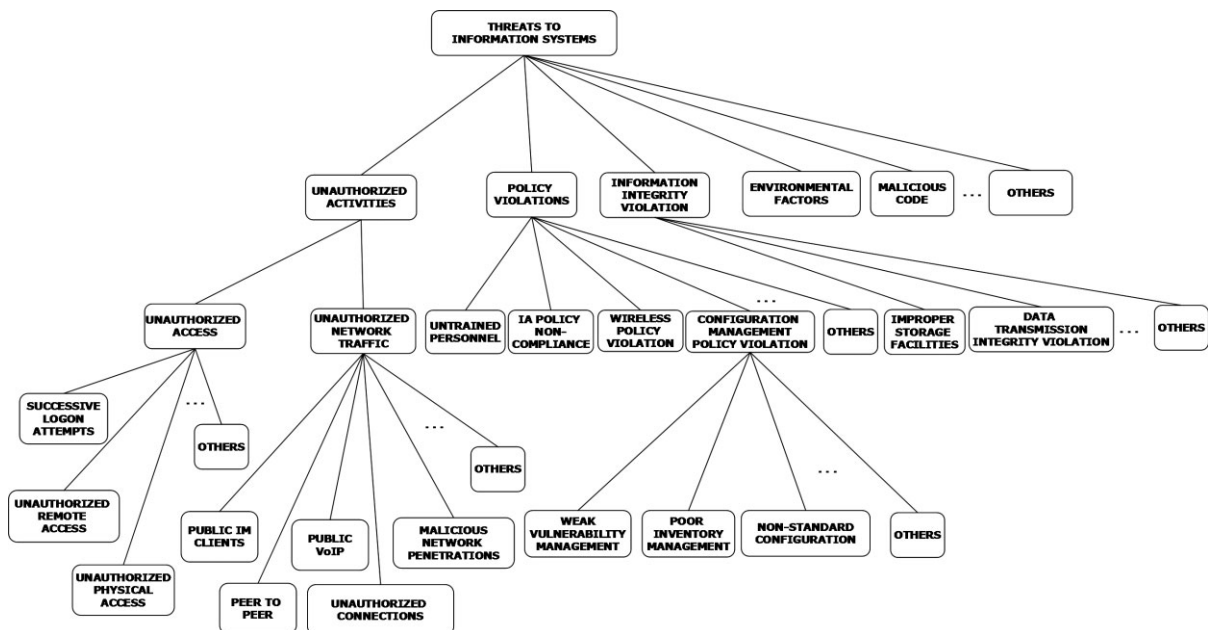 THREATS TO
INFORMATION SYSTEMS
UNAUTHORIZED
ACTIVITIES
POLICY
VIOLATIONS
INFORMATION
INTEGRITY
VIOLATION
ENVIRONMENTAL
FACTORS
MALICIOUS
CODE
...
OTHERS
UNAUTHORIZED
ACCESS
UNAUTHORIZED
NETWORK
TRAFFIC
UNTRAINED
PERSONNEL
IA POLICY
NON-
COMPLIANCE
WIRELESS
POLICY
VIOLATION
CONFIGURATION
MANAGEMENT
POLICY VIOLATION
...
OTHERS
IMPROPER
STORAGE
FACILITIES
DATA
TRANSMISSION
INTEGRITY VIOLATION
...
OTHERS
SUCCESSIVE
LOGON
ATTEMPTS
UNAUTHORIZED
REMOTE
ACCESS
UNAUTHORIZED
PHYSICAL
ACCESS
...
OTHERS
PUBLIC IM
CLIENTS
PEER TO
PEER
PUBLIC
VoIP
UNAUTHORIZED
CONNECTIONS
MALICIOUS
NETWORK
PENETRATIONS
...
OTHERS
WEAK
VULNERABILITY
MANAGEMENT
POOR
INVENTORY
MANAGEMENT
NON-STANDARD
CONFIGURATION
...
OTHERS